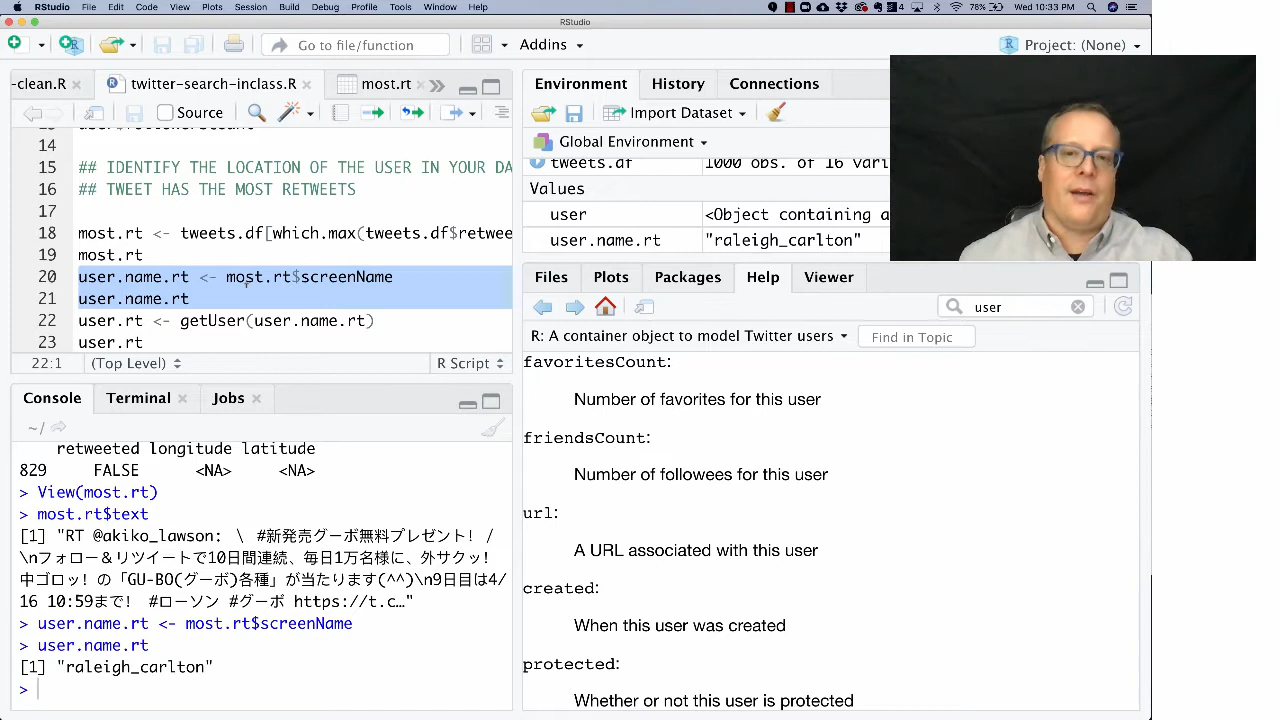 RStudio File Edit Code View Plots Session Build Debug Profile Tools Window Help
78% Wed 10:33 PM
RStudio
Go to file/function
Addins
Project: (None)
-clean.R
twitter-search-inclass.R
most.rt
Source
14
15 ## IDENTIFY THE LOCATION OF THE USER IN YOUR DA
16 ## TWEET HAS THE MOST RETWEETS
17
18 most.rt <- tweets.df[which.max(tweets.df$retwee
19 most.rt
20 user.name.rt <- most.rt$screenName
21 user.name.rt
22 user.rt <- getUser(user.name.rt)
23 user.rt
22:1 (Top Level) R Script
Console Terminal Jobs
~/
retweeted longitude latitude
829 FALSE <NA> <NA>
> View(most.rt)
> most.rt$text
[1] "RT @akiko_lawson: \ #新発売グーボ無料プレゼント! /
\nフォロー＆リツイートで10日間連続、毎日1万名様に、外サクッ!
中ゴロッ! の「GU-BO(グーボ)各種」が当たります(^^)\n9日目は4/
16 10:59まで! #ローソン #グーボ https://t.c…"
> user.name.rt <- most.rt$screenName
> user.name.rt
[1] "raleigh_carlton"
>
Environment History Connections
Import Dataset
Global Environment
tweets.df 1000 obs. of 16 vari
Values
user <Object containing a
user.name.rt "raleigh_carlton"
Files Plots Packages Help Viewer
user
R: A container object to model Twitter users
Find in Topic
favoritesCount:
Number of favorites for this user
friendsCount:
Number of followees for this user
url:
A URL associated with this user
created:
When this user was created
protected:
Whether or not this user is protected